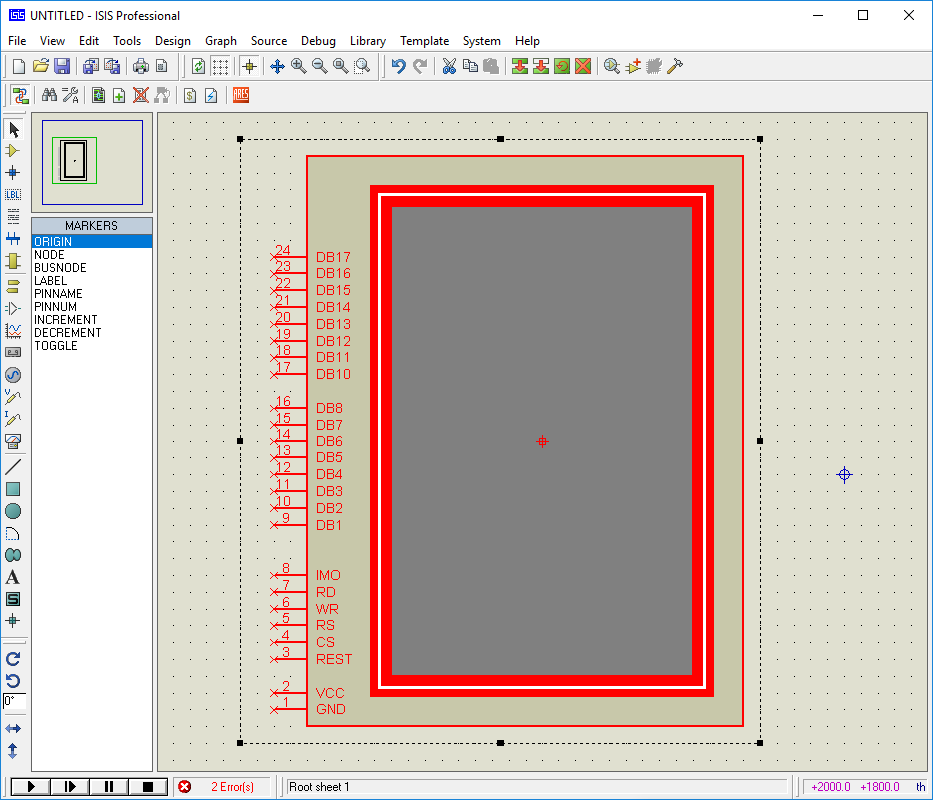 ISIS UNTITLED - ISIS Professional
File View Edit Tools Design Graph Source Debug Library Template System Help
$ ARES
LBL
MARKERS
ORIGIN
NODE
BUSNODE
LABEL
PINNAME
PINNUM
INCREMENT
DECREMENT
TOGGLE
V
I
A
S
0°
24 DB17
23 DB16
22 DB15
21 DB14
20 DB13
19 DB12
18 DB11
17 DB10
16 DB8
15 DB7
14 DB6
13 DB5
12 DB4
11 DB3
10 DB2
9 DB1
8 IMO
7 RD
6 WR
5 RS
4 CS
3 REST
2 VCC
1 GND
2 Error(s) Root sheet 1 +2000.0 +1800.0 th